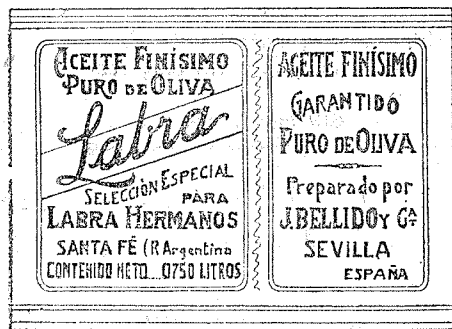 ACEITE FINÍSIMO
PURO DE OLIVA
Labra
SELECCIÓN ESPECIAL
PARA
LABRA HERMANOS
SANTA FÉ (R Argentina
CONTENIDO NETO....0750 LITROS
ACEITE FINÍSIMO
GARANTIDO
PURO DE OLIVA
Preparado por
J. BELLIDO Y Cª
SEVILLA
ESPAÑA